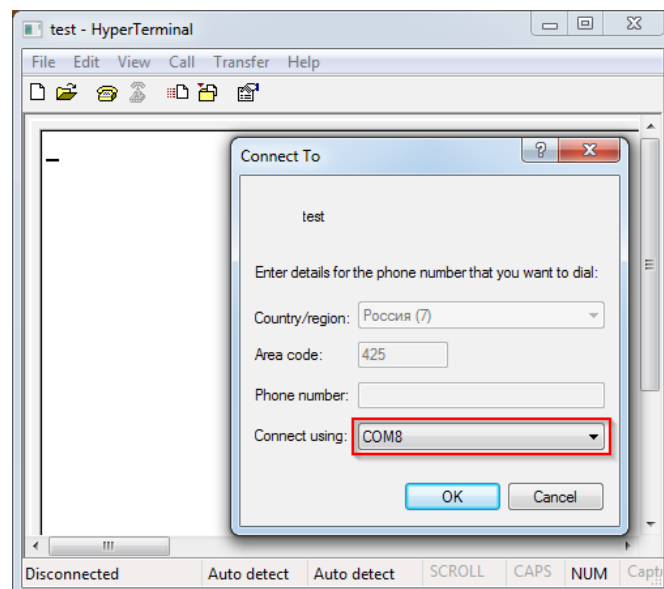 test - HyperTerminal
File Edit View Call Transfer Help
Connect To
test
Enter details for the phone number that you want to dial:
Country/region: Россия (7)
Area code: 425
Phone number:
Connect using: COM8
OK Cancel
Disconnected Auto detect Auto detect SCROLL CAPS NUM Capt